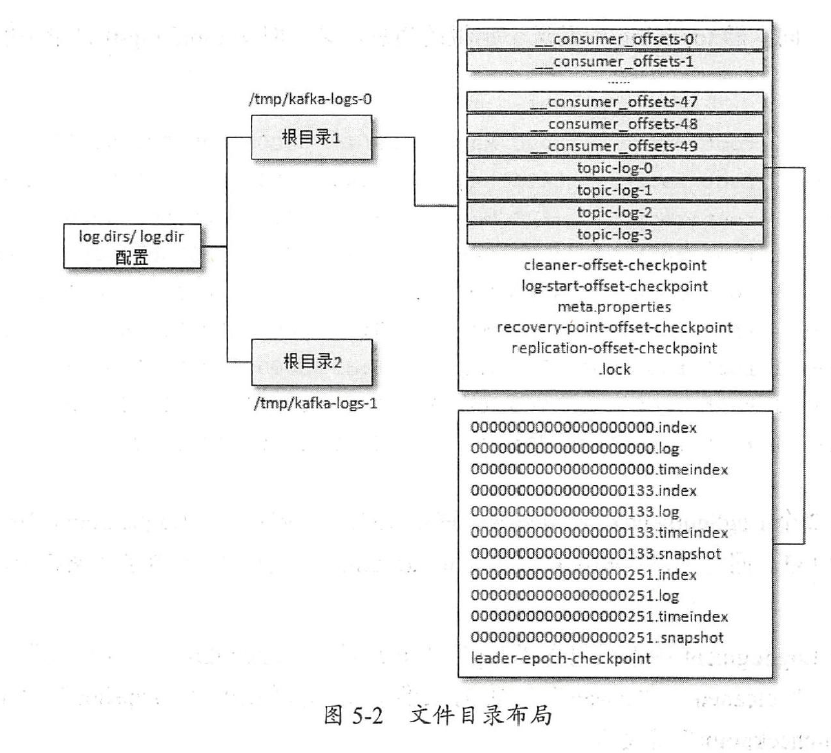 log.dirs/ log.dir
配置
/tmp/kafka-logs-0
根目录1
根目录2
/tmp/kafka-logs-1
__consumer_offsets-0
__consumer_offsets-1
......
__consumer_offsets-47
__consumer_offsets-48
__consumer_offsets-49
topic-log-0
topic-log-1
topic-log-2
topic-log-3
cleaner-offset-checkpoint
log-start-offset-checkpoint
meta.properties
recovery-point-offset-checkpoint
replication-offset-checkpoint
.lock
00000000000000000000.index
00000000000000000000.log
00000000000000000000.timeindex
00000000000000000133.index
00000000000000000133.log
00000000000000000133.timeindex
00000000000000000133.snapshot
00000000000000000251.index
00000000000000000251.log
00000000000000000251.timeindex
00000000000000000251.snapshot
leader-epoch-checkpoint
图 5-2 文件目录布局